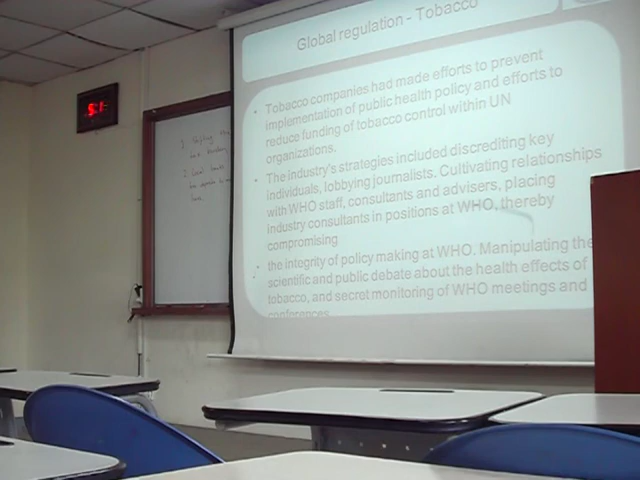 Global regulation - Tobacco
Tobacco companies had made efforts to prevent
implementation of public health policy and efforts to
reduce funding of tobacco control within UN
organizations.
The industry's strategies included discrediting key
individuals, lobbying journalists. Cultivating relationships
with WHO staff, consultants and advisers, placing
industry consultants in positions at WHO, thereby
compromising
the integrity of policy making at WHO. Manipulating the
scientific and public debate about the health effects of
tobacco, and secret monitoring of WHO meetings and
conferences